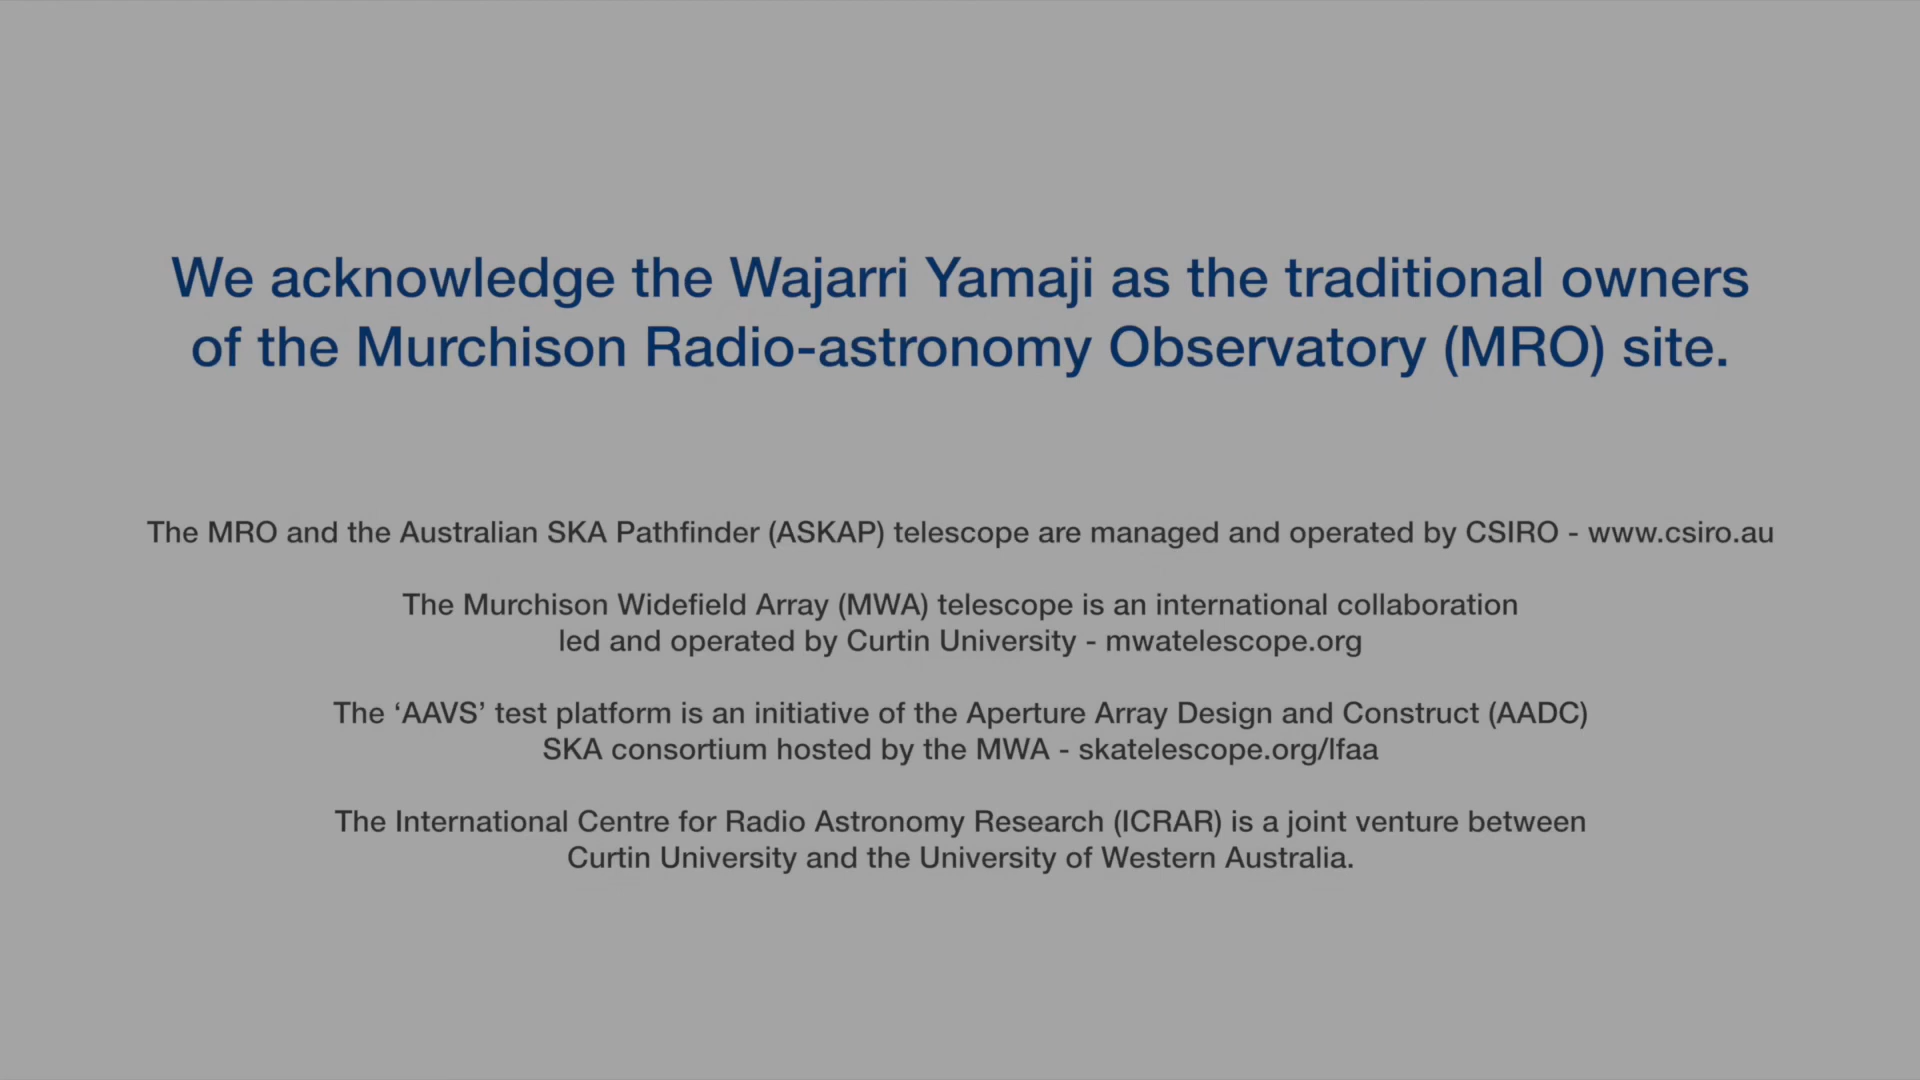 We acknowledge the Wajarri Yamaji as the traditional owners
of the Murchison Radio-astronomy Observatory (MRO) site.
The MRO and the Australian SKA Pathfinder (ASKAP) telescope are managed and operated by CSIRO - www.csiro.au
The Murchison Widefield Array (MWA) telescope is an international collaboration
led and operated by Curtin University - mwatelescope.org
The ‘AAVS’ test platform is an initiative of the Aperture Array Design and Construct (AADC)
SKA consortium hosted by the MWA - skatelescope.org/lfaa
The International Centre for Radio Astronomy Research (ICRAR) is a joint venture between
Curtin University and the University of Western Australia.